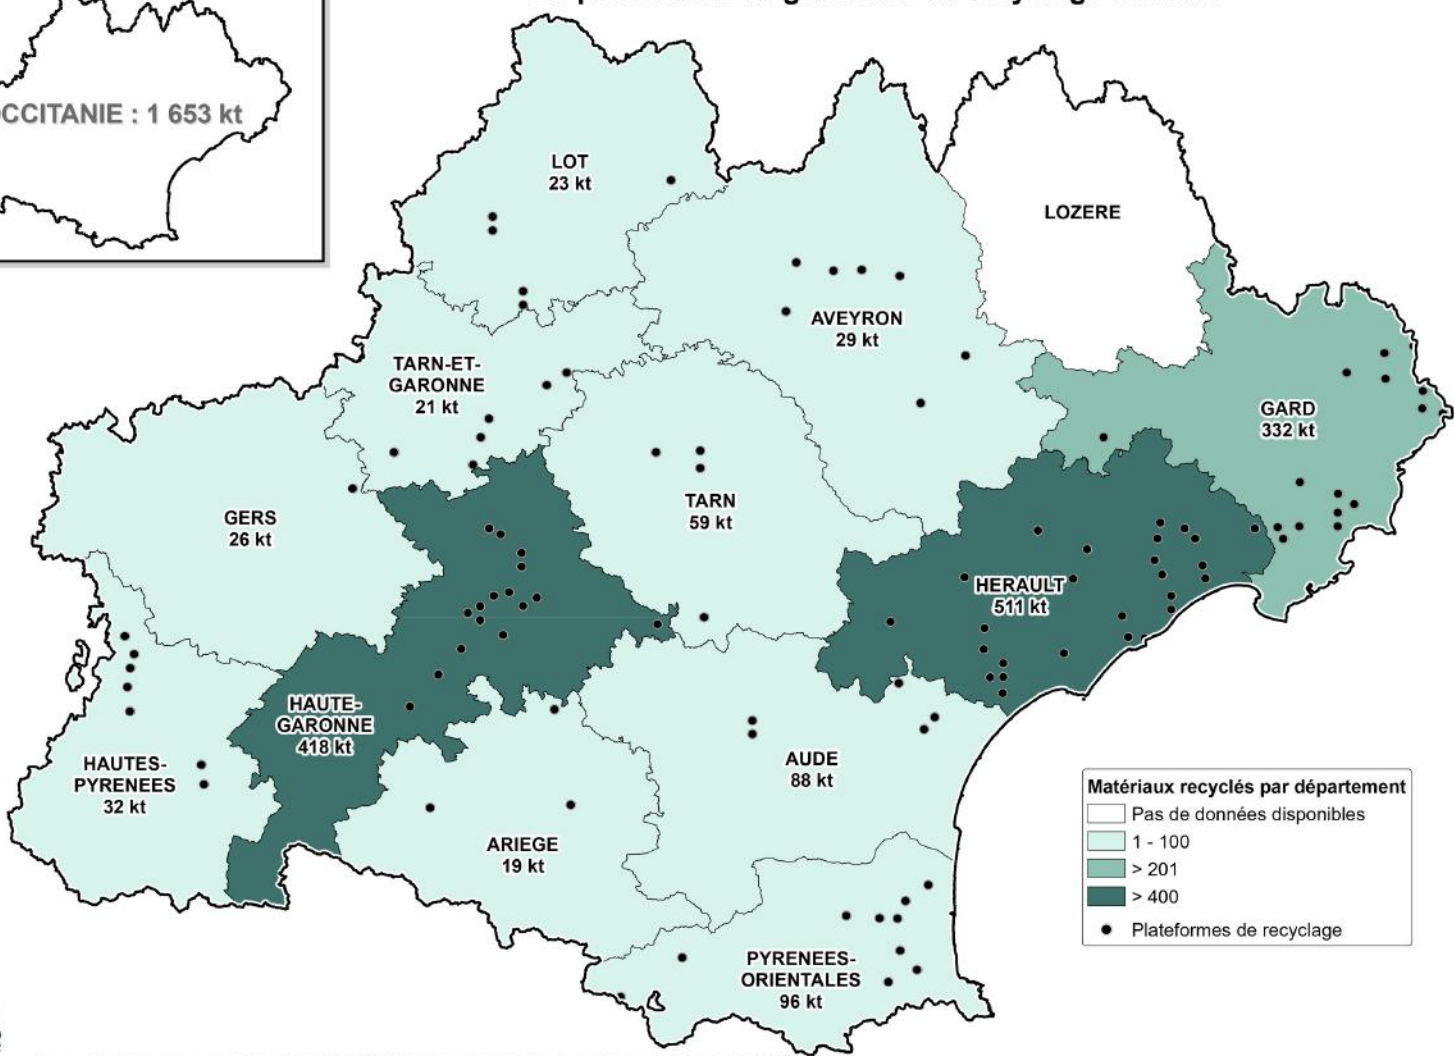 CCITANIE : 1 653 kt
LOT
23 kt
LOZERE
AVEYRON
29 kt
TARN-ET-
GARONNE
21 kt
GARD
332 kt
GERS
26 kt
TARN
59 kt
HERAULT
511 kt
HAUTE-
GARONNE
418 kt
HAUTES-
PYRENEES
32 kt
AUDE
88 kt
ARIEGE
19 kt
PYRENEES-
ORIENTALES
96 kt
Matériaux recyclés par département
Pas de données disponibles
1 - 100
> 201
> 400
Plateformes de recyclage